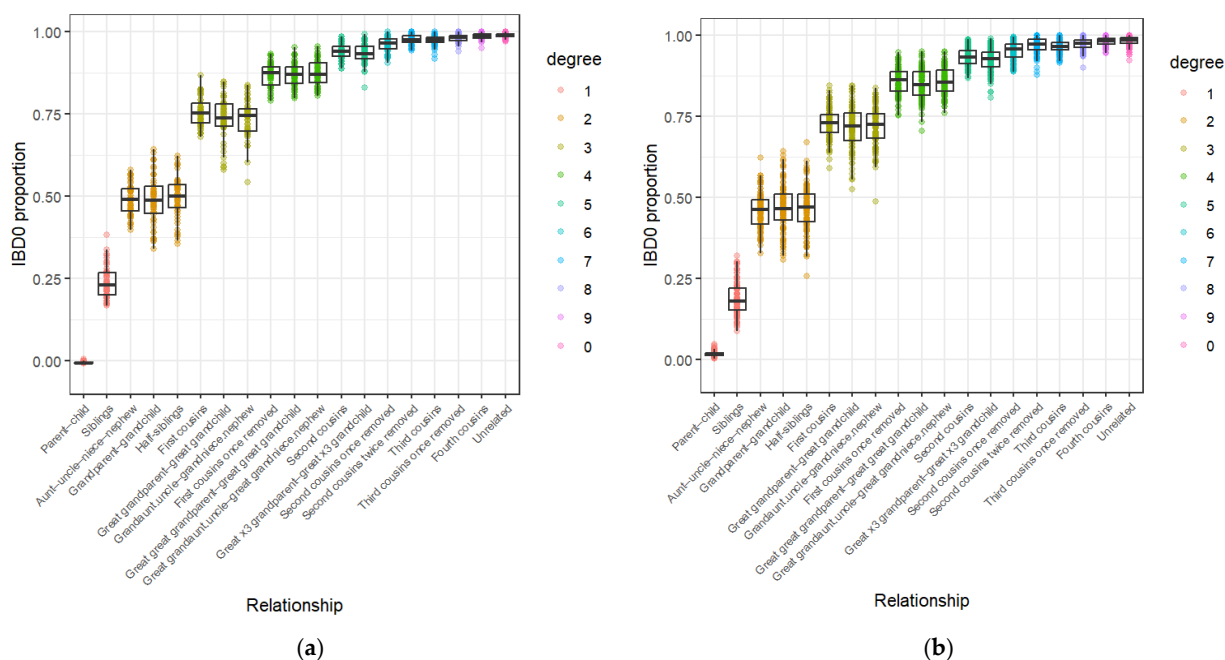 1.00
0.75
0.50
0.25
0.00
IBD0 proportion
Parent−child
Siblings
Aunt−uncle−niece−nephew
Grandparent−grandchild
Half−siblings
First cousins
Great grandparent−great grandchild
Grandaunt.uncle−grandniece.nephew
First cousins once removed
Great great grandparent−great great grandchild
Great grandaunt.uncle−great grandniece.nephew
Second cousins
Great x3 grandparent−great x3 grandchild
Second cousins once removed
Second cousins twice removed
Third cousins
Third cousins once removed
Fourth cousins
Unrelated
Relationship
degree
1
2
3
4
5
6
7
8
9
0
(a)
1.00
0.75
0.50
0.25
0.00
IBD0 proportion
Parent−child
Siblings
Aunt−uncle−niece−nephew
Grandparent−grandchild
Half−siblings
First cousins
Great grandparent−great grandchild
Grandaunt.uncle−grandniece.nephew
First cousins once removed
Great great grandparent−great great grandchild
Great grandaunt.uncle−great grandniece.nephew
Second cousins
Great x3 grandparent−great x3 grandchild
Second cousins once removed
Second cousins twice removed
Third cousins
Third cousins once removed
Fourth cousins
Unrelated
Relationship
degree
1
2
3
4
5
6
7
8
9
0
(b)